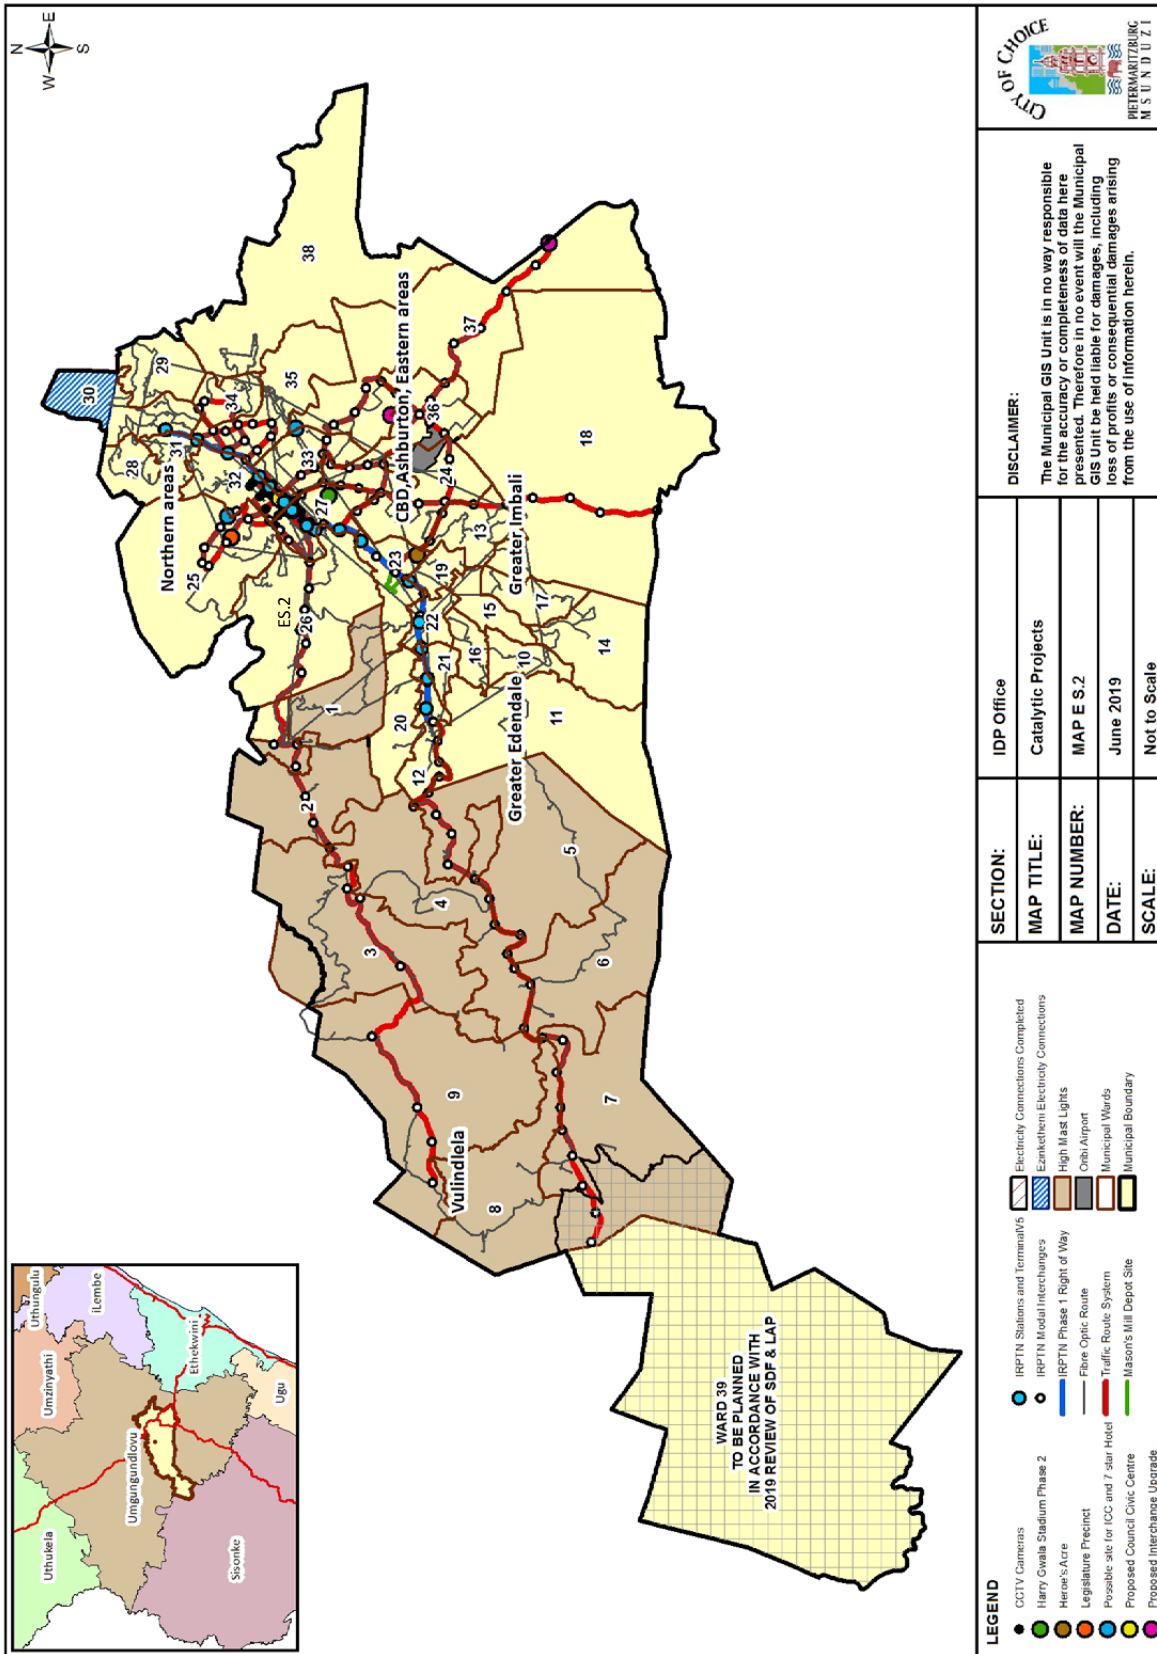 N
W
E
S
Uthukela
Umzinyathi
Uthungulu
iLembe
Umgungundlovu
Ethekwini
Ugu
Sisonke
30
28
29
31
34
38
Northern areas
32
35
25
33
27
CBD,Ashburton, Eastern areas
ES.2
26
36
37
24
18
23
13
19
Greater Imbali
22
15
17
1
21
16
10
14
20
Greater Edendale
11
12
2
5
4
3
6
9
7
Vulindlela
8
WARD 39
TO BE PLANNED
IN ACCORDANCE WITH
2019 REVIEW OF SDF & LAP
LEGEND
CCTV Cameras
Harry Gwala Stadium Phase 2
Heroe's Acre
Legislature Precinct
Possible site for ICC and 7 star Hotel
Proposed Council Civic Centre
Proposed Interchange Upgrade
IRPTN Stations and TerminalV5
IRPTN Modal Interchanges
IRPTN Phase 1 Right of Way
Fibre Optic Route
Traffic Route System
Mason's Mill Depot Site
Electricity Connections Completed
Ezinketheni Electricity Connections
High Mast Lights
Oribi Airport
Municipal Wards
Municipal Boundary
SECTION:
IDP Office
MAP TITLE:
Catalytic Projects
MAP NUMBER:
MAP E S.2
DATE:
June 2019
SCALE:
Not to Scale
DISCLAIMER:
The Municipal GIS Unit is in no way responsible
for the accuracy or completeness of data here
presented. Therefore in no event will the Municipal
GIS Unit be held liable for damages, including
loss of profits or consequential damages arising
from the use of information herein.
CITY OF CHOICE
PIETERMARITZBURG
MSUNDUZI